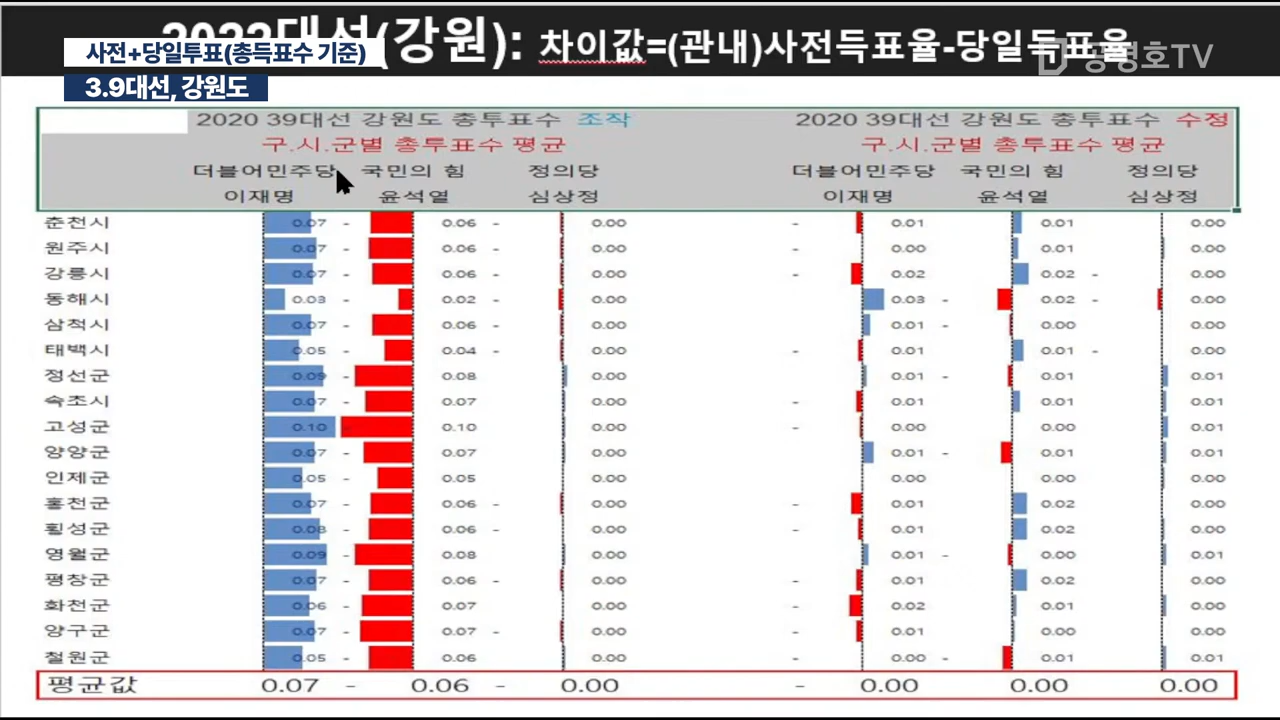 2022대선(강원): 차이값=(관내)사전득표율-당일득표율
사전+당일투표(총득표수 기준)
3.9대선, 강원도
공병호TV
2020 39대선 강원도 총투표수 조작 2020 39대선 강원도 총투표수 수정
구.시.군별 총투표수 평균 구.시.군별 총투표수 평균
더불어민주당 국민의 힘 정의당 더불어민주당 국민의 힘 정의당
이재명 윤석열 심상정 이재명 윤석열 심상정
춘천시 0.07 - 0.06 - 0.00 - 0.01 0.01 0.00
원주시 0.07 - 0.06 0.00 - 0.00 0.01 0.00
강릉시 0.07 - 0.06 - 0.00 - 0.02 0.02 - 0.00
동해시 0.03 - 0.02 - 0.00 0.03 - 0.02 - 0.00
삼척시 0.07 - 0.06 - 0.00 0.01 - 0.00 0.00
태백시 0.05 - 0.04 - 0.00 - 0.01 0.01 - 0.00
정선군 0.09 - 0.08 0.00 0.01 - 0.01 0.01
속초시 0.07 - 0.07 0.00 - 0.01 0.01 0.01
고성군 0.10 - 0.10 0.00 - 0.00 0.00 0.01
양양군 0.07 - 0.07 0.00 0.01 - 0.01 0.01
인제군 0.05 - 0.05 0.00 0.00 0.00 0.00
홍천군 0.07 - 0.06 - 0.00 - 0.01 0.02 0.00
횡성군 0.08 - 0.06 - 0.00 - 0.01 0.02 0.00
영월군 0.09 - 0.08 0.00 0.01 - 0.00 0.01
평창군 0.07 - 0.06 - 0.00 - 0.01 0.02 0.00
화천군 0.06 - 0.07 0.00 - 0.02 0.01 0.00
양구군 0.07 - 0.07 - 0.00 - 0.01 0.00 0.00
철원군 0.05 - 0.06 0.00 - 0.00 - 0.01 0.01
평균값 0.07 - 0.06 - 0.00 - 0.00 0.00 0.00